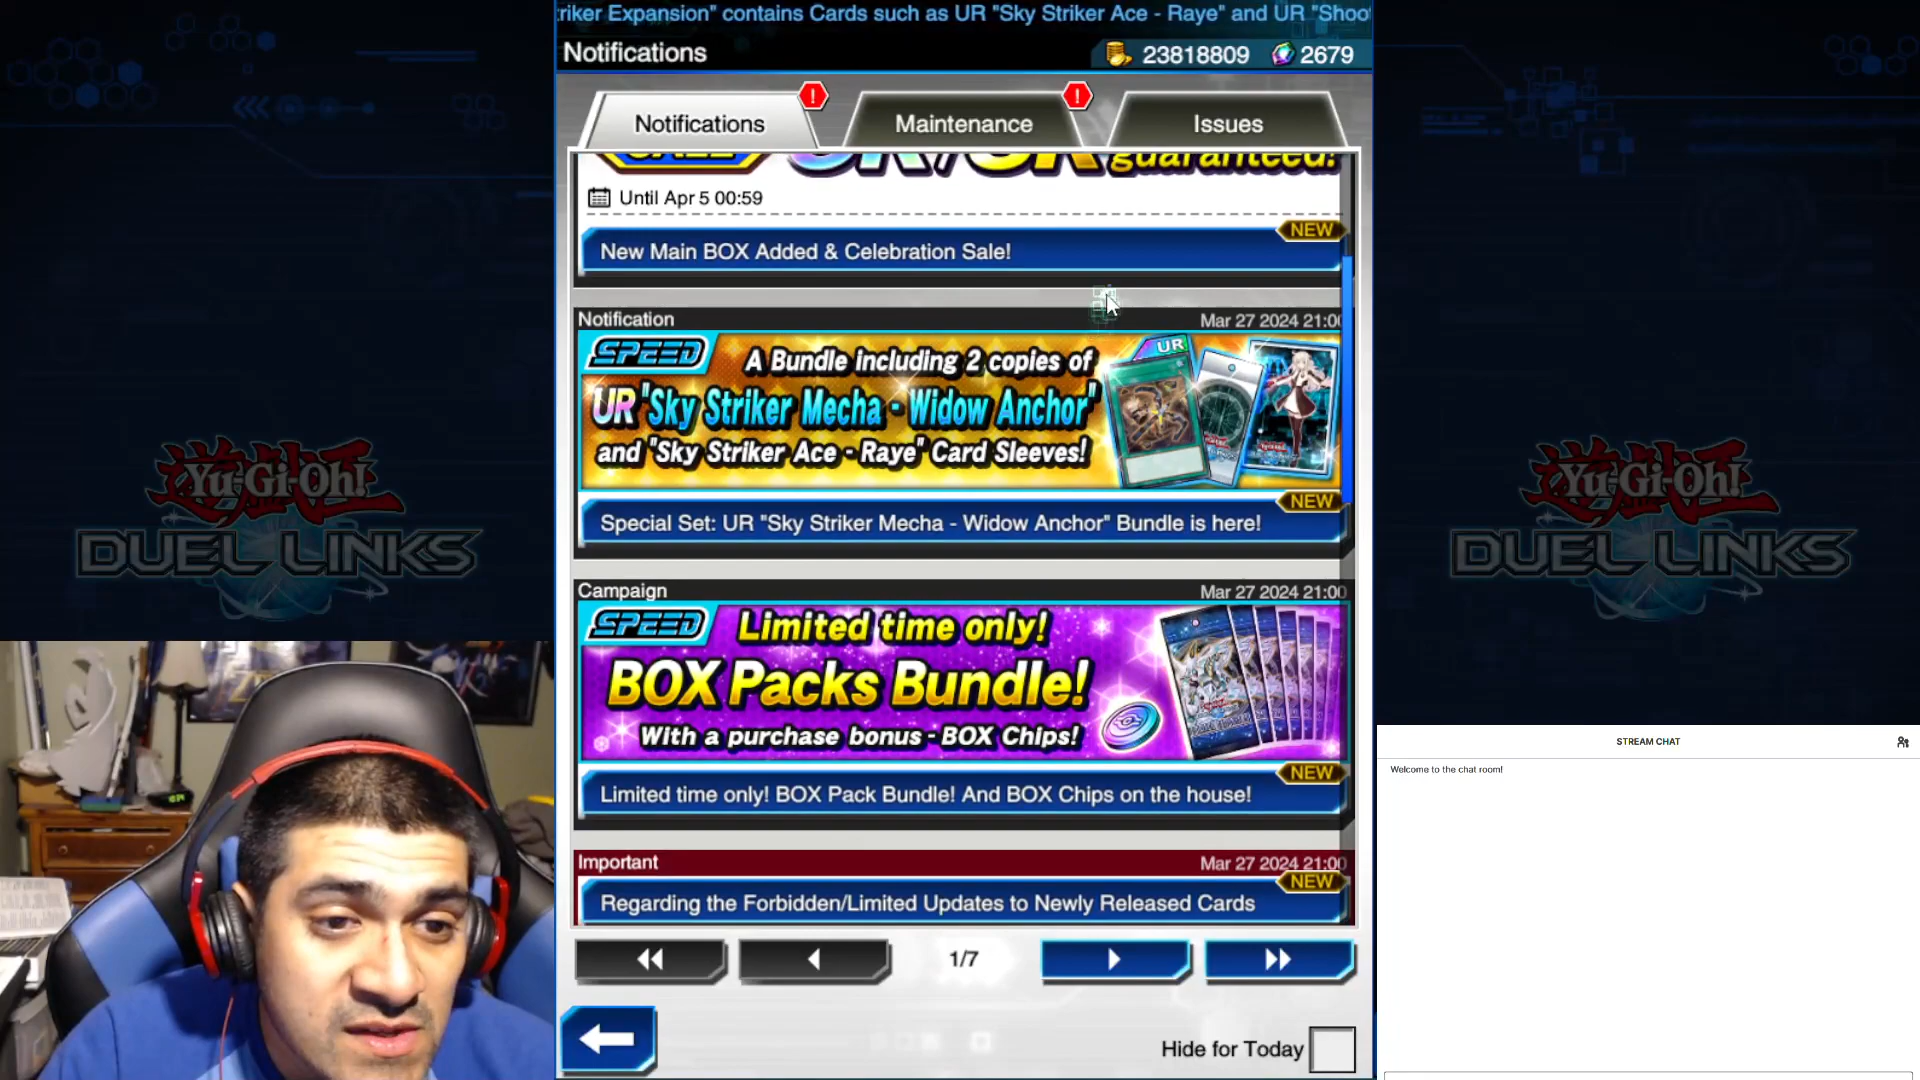 riker Expansion" contains Cards such as UR "Sky Striker Ace - Raye" and UR "Shoo
Notifications
23818809
2679
Notifications
Maintenance
Issues
guaranteed!
Until Apr 5 00:59
NEW
New Main BOX Added & Celebration Sale!
Notification
Mar 27 2024 21:00
SPEED
A Bundle including 2 copies of
UR "Sky Striker Mecha - Widow Anchor"
and "Sky Striker Ace - Raye" Card Sleeves!
UR
NEW
Special Set: UR "Sky Striker Mecha - Widow Anchor" Bundle is here!
Campaign
Mar 27 2024 21:00
SPEED
Limited time only!
BOX Packs Bundle!
With a purchase bonus - BOX Chips!
NEW
Limited time only! BOX Pack Bundle! And BOX Chips on the house!
Important
Mar 27 2024 21:00
NEW
Regarding the Forbidden/Limited Updates to Newly Released Cards
1/7
Hide for Today
Yu-Gi-Oh!
DUEL LINKS
Yu-Gi-Oh!
DUEL LINKS
STREAM CHAT
Welcome to the chat room!